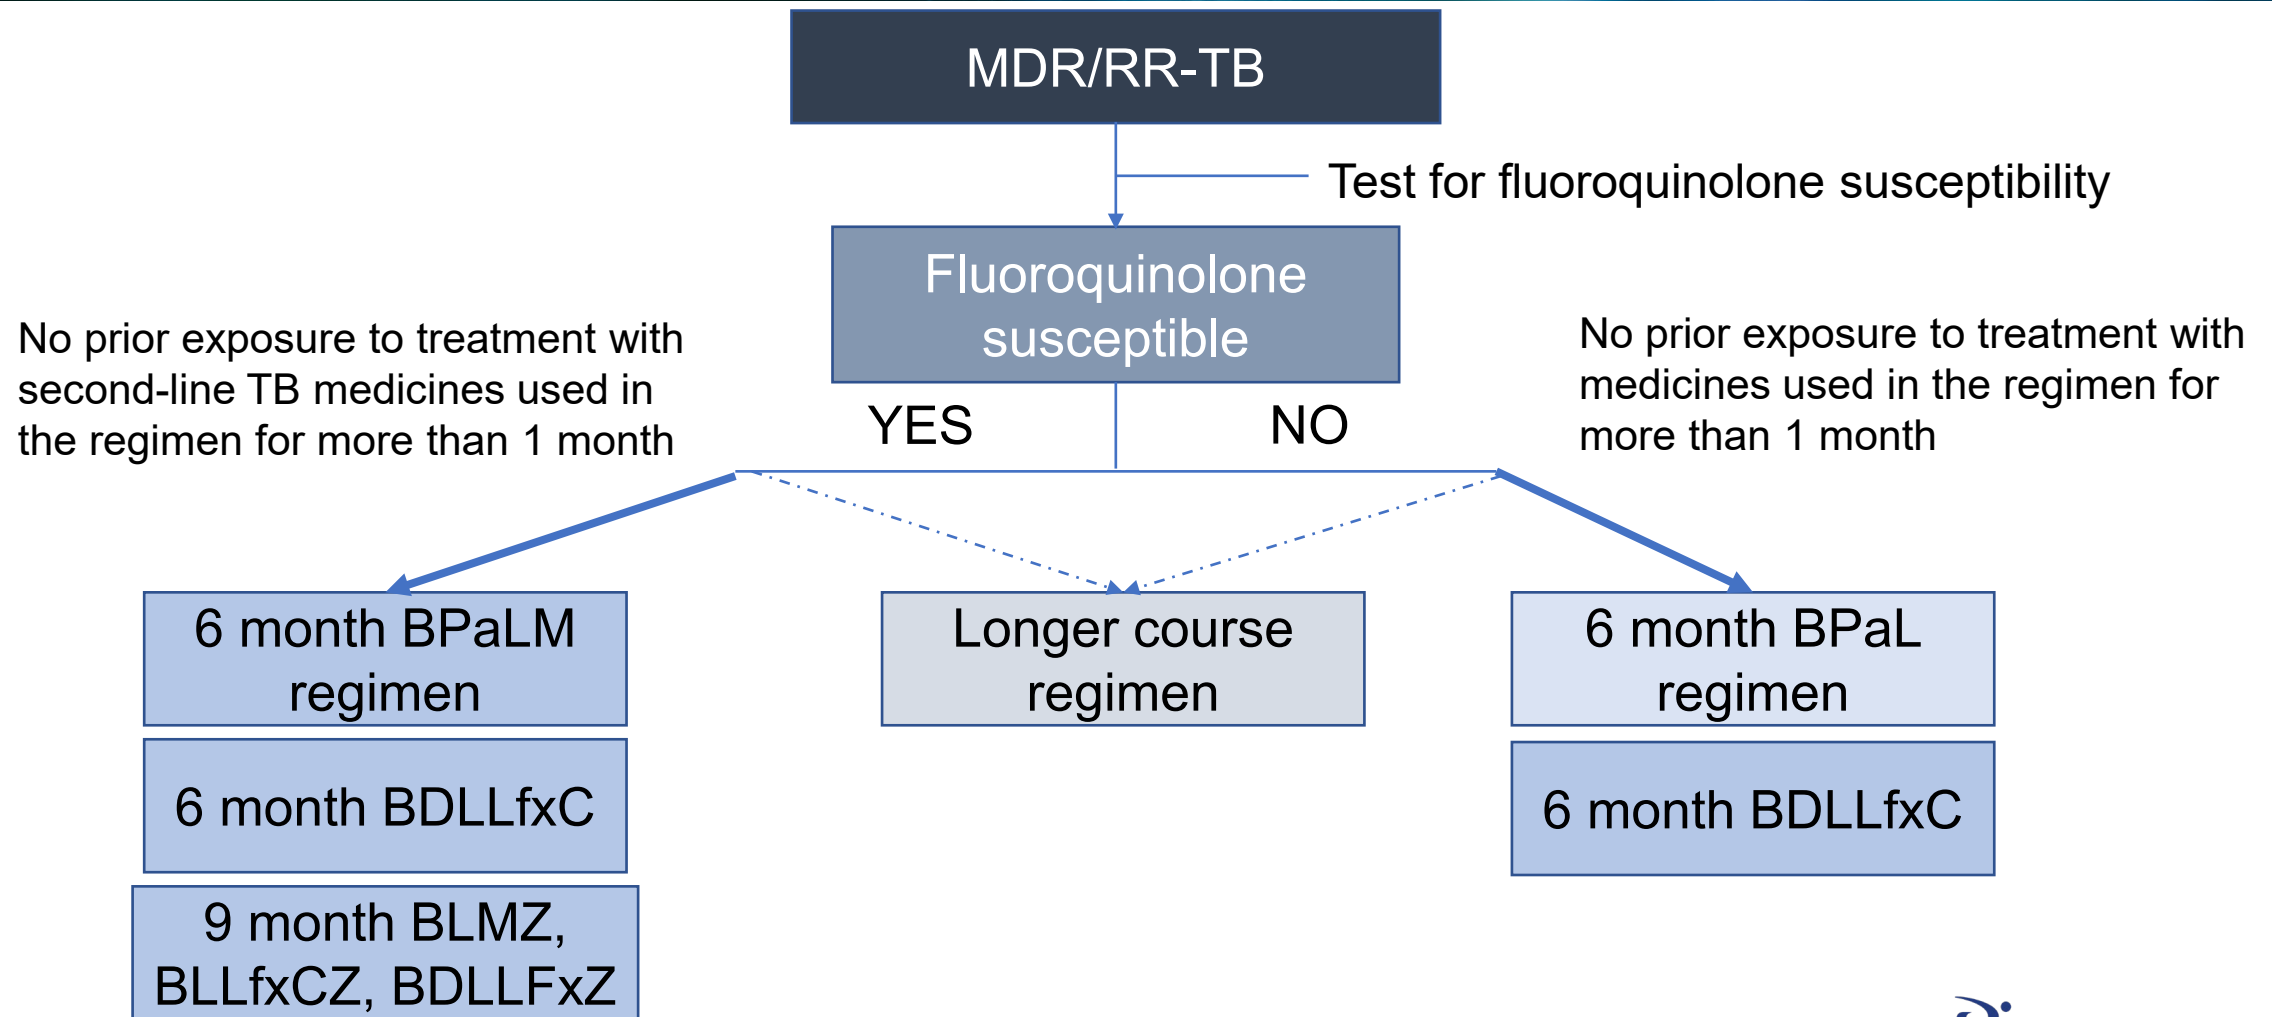 MDR/RR-TB
Test for fluoroquinolone susceptibility
Fluoroquinolone
susceptible
No prior exposure to treatment with
second-line TB medicines used in
the regimen for more than 1 month
YES
NO
No prior exposure to treatment with
medicines used in the regimen for
more than 1 month
6 month BPaLM
regimen
Longer course
regimen
6 month BPaL
regimen
6 month BDLLfxC
6 month BDLLfxC
9 month BLMZ,
BLLfxCZ, BDLLFxZ